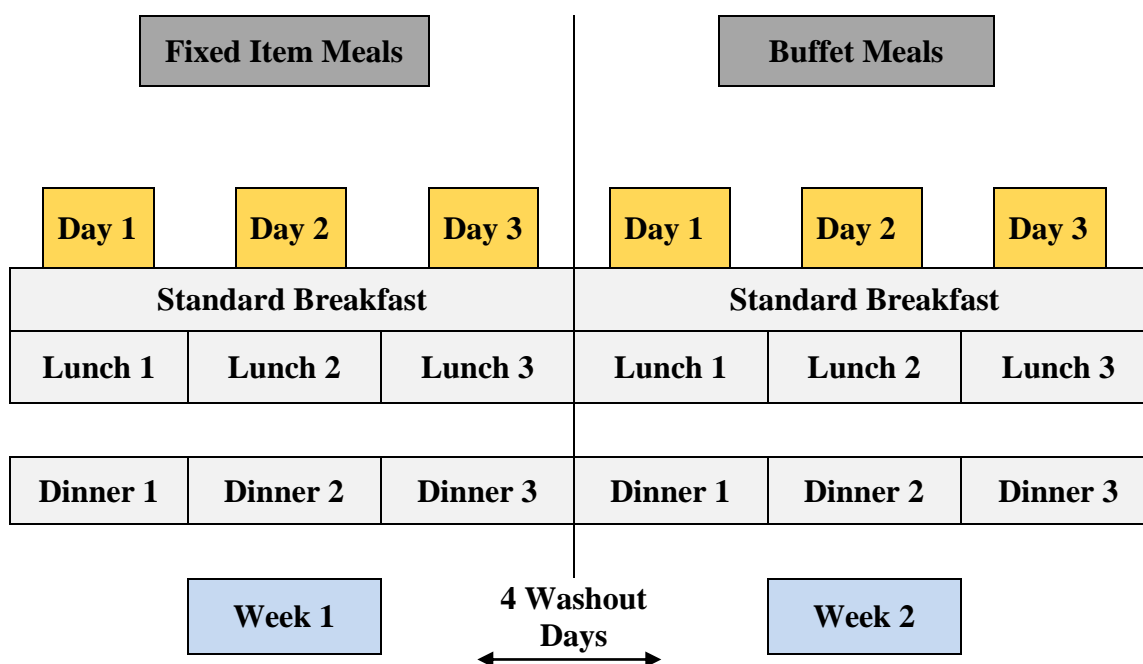 Fixed Item Meals Buffet Meals
Day 1 Day 2 Day 3 Day 1 Day 2 Day 3
Standard Breakfast Standard Breakfast
Lunch 1 Lunch 2 Lunch 3 Lunch 1 Lunch 2 Lunch 3
Dinner 1 Dinner 2 Dinner 3 Dinner 1 Dinner 2 Dinner 3
Week 1 4 Washout Week 2
Days